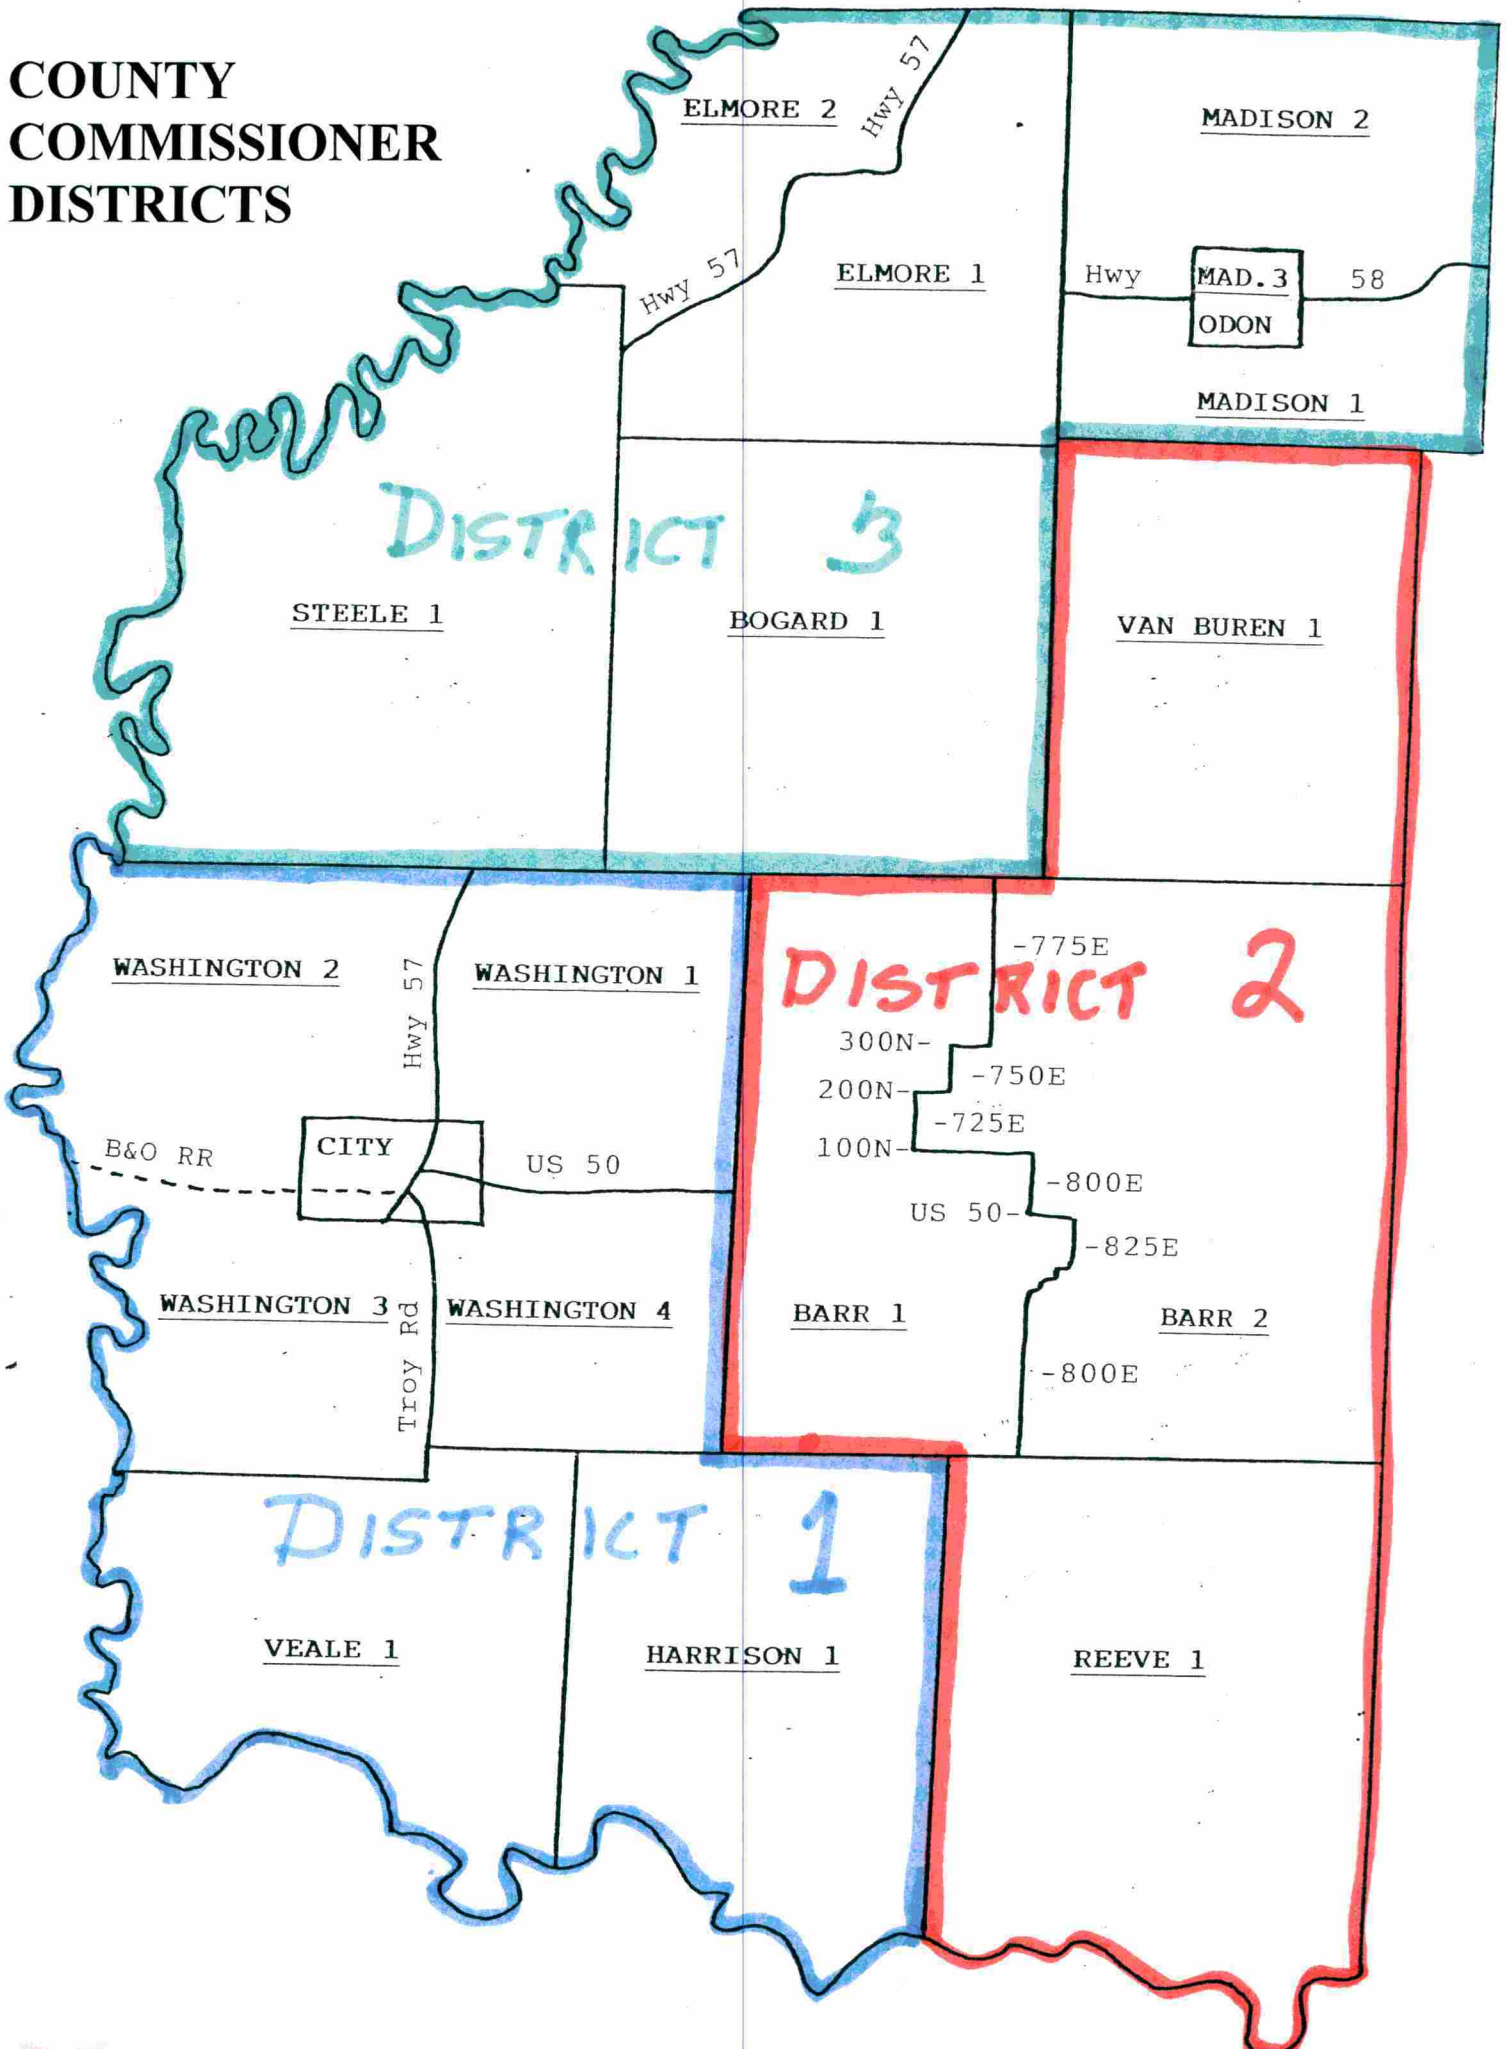 COUNTY
COMMISSIONER
DISTRICTS
ELMORE 2
Hwy 57
MADISON 2
Hwy 57
ELMORE 1
Hwy
MAD.3
ODON
58
MADISON 1
DISTRICT 3
STEELE 1
BOGARD 1
VAN BUREN 1
WASHINGTON 2
Hwy 57
WASHINGTON 1
-775E
DISTRICT 2
300N-
-750E
200N-
-725E
100N-
B&O RR
CITY
US 50
-800E
US 50-
-825E
WASHINGTON 3
Troy Rd
WASHINGTON 4
BARR 1
BARR 2
-800E
DISTRICT 1
VEALE 1
HARRISON 1
REEVE 1